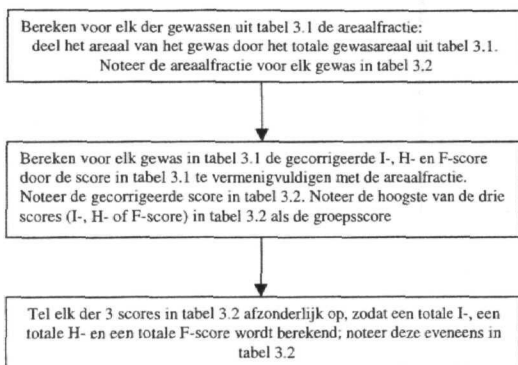 Bereken voor elk der gewassen uit tabel 3.1 de areaalfractie:
deel het areaal van het gewas door het totale gewasareaal uit tabel 3.1.
Noteer de areaalfractie voor elk gewas in tabel 3.2
Bereken voor elk gewas in tabel 3.1 de gecorrigeerde I-, H- en F-score
door de score in tabel 3.1 te vermenigvuldigen met de areaalfractie.
Noteer de gecorrigeerde score in tabel 3.2. Noteer de hoogste van de drie
scores (I-, H- of F-score) in tabel 3.2 als de groepsscore
Tel elk der 3 scores in tabel 3.2 afzonderlijk op, zodat een totale I-, een
totale H- en een totale F-score wordt berekend; noteer deze eveneens in
tabel 3.2